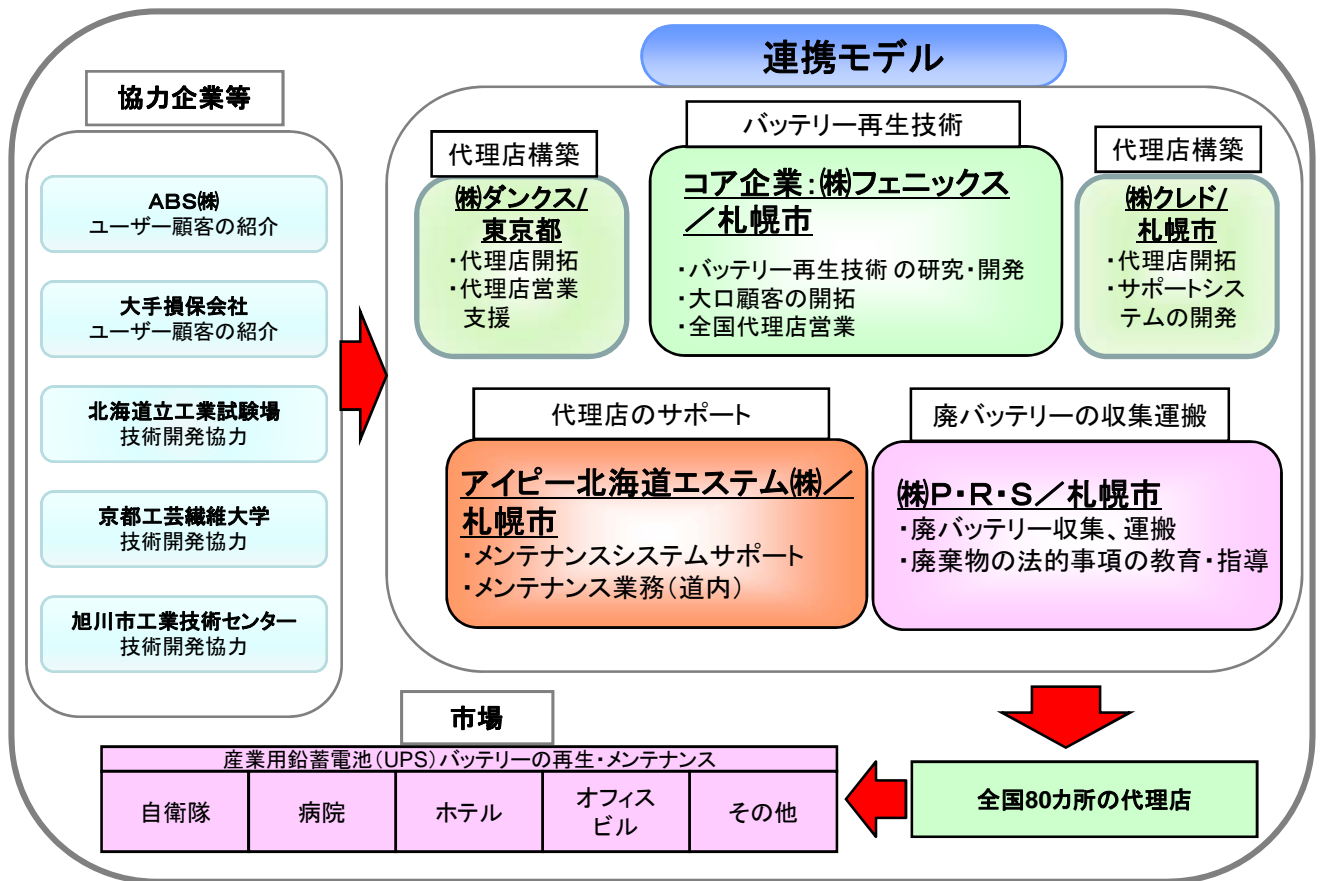 連携モデル
協力企業等
ABS㈱
ユーザー顧客の紹介
大手損保会社
ユーザー顧客の紹介
北海道立工業試験場
技術開発協力
京都工芸繊維大学
技術開発協力
旭川市工業技術センター
技術開発協力
代理店構築
㈱ダンクス/
東京都
・代理店開拓
・代理店営業
支援
バッテリー再生技術
コア企業:㈱フェニックス
／札幌市
・バッテリー再生技術 の研究・開発
・大口顧客の開拓
・全国代理店営業
代理店構築
㈱クレド/
札幌市
・代理店開拓
・サポートシス
テムの開発
代理店のサポート
アイピー北海道エステム㈱／
札幌市
・メンテナンスシステムサポート
・メンテナンス業務(道内)
廃バッテリーの収集運搬
㈱P・R・S／札幌市
・廃バッテリー収集、運搬
・廃棄物の法的事項の教育・指導
市場
産業用鉛蓄電池(UPS)バッテリーの再生・メンテナンス
自衛隊
病院
ホテル
オフィス
ビル
その他
全国80カ所の代理店